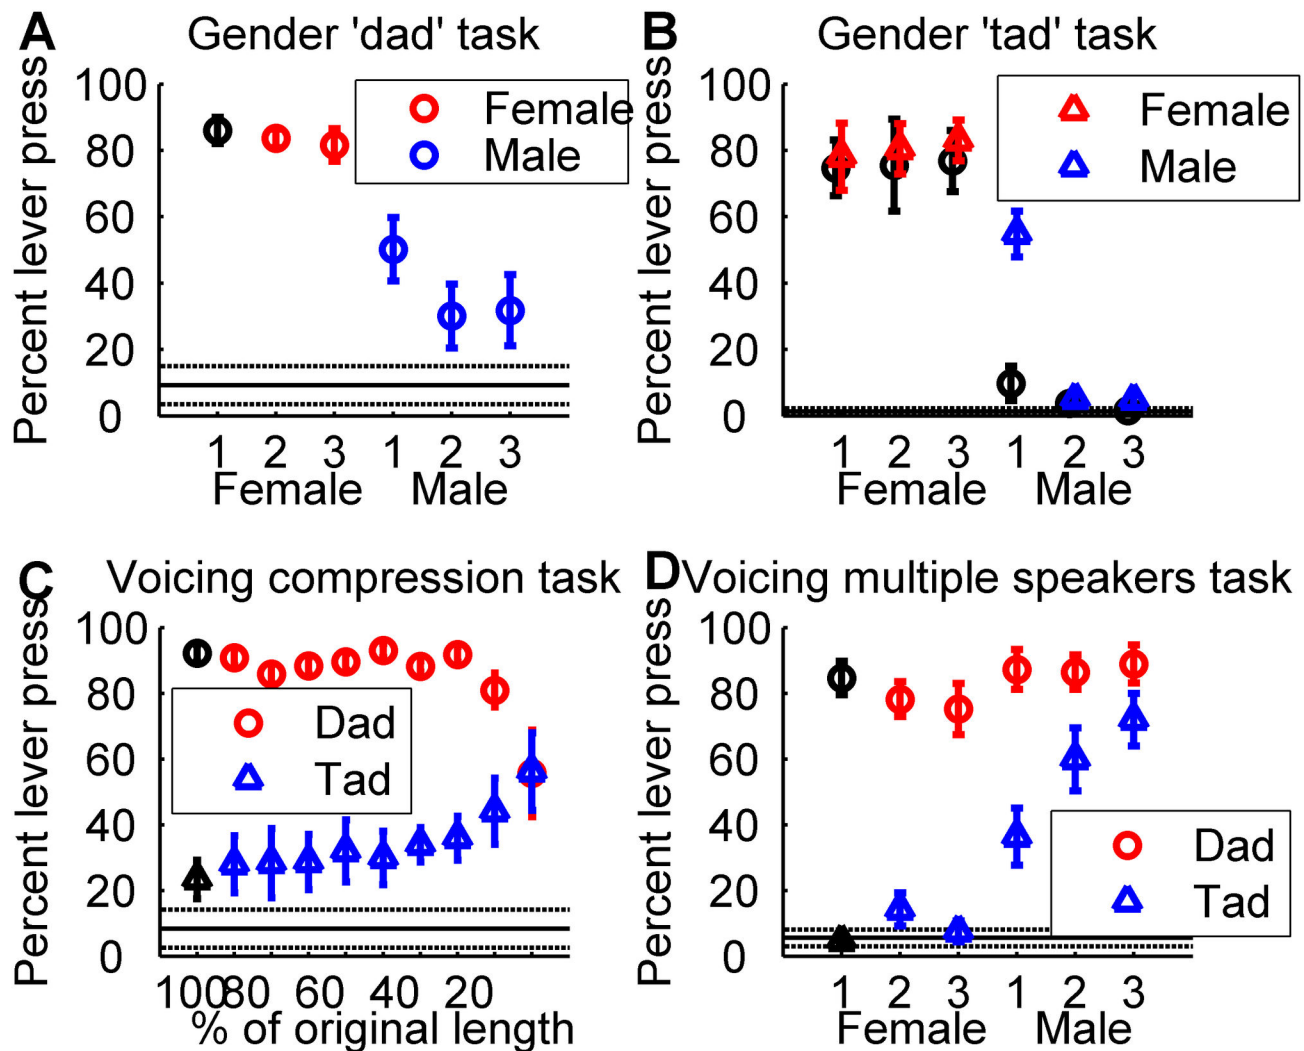 A Gender 'dad' task
Percent lever press
100
80
60
40
20
0
Female
Male
1 2 3 1 2 3
Female Male
B Gender 'tad' task
Percent lever press
100
80
60
40
20
0
Female
Male
1 2 3 1 2 3
Female Male
C Voicing compression task
Percent lever press
100
80
60
40
20
0
Dad
Tad
100 80 60 40 20
% of original length
D Voicing multiple speakers task
Percent lever press
100
80
60
40
20
0
Dad
Tad
1 2 3 1 2 3
Female Male